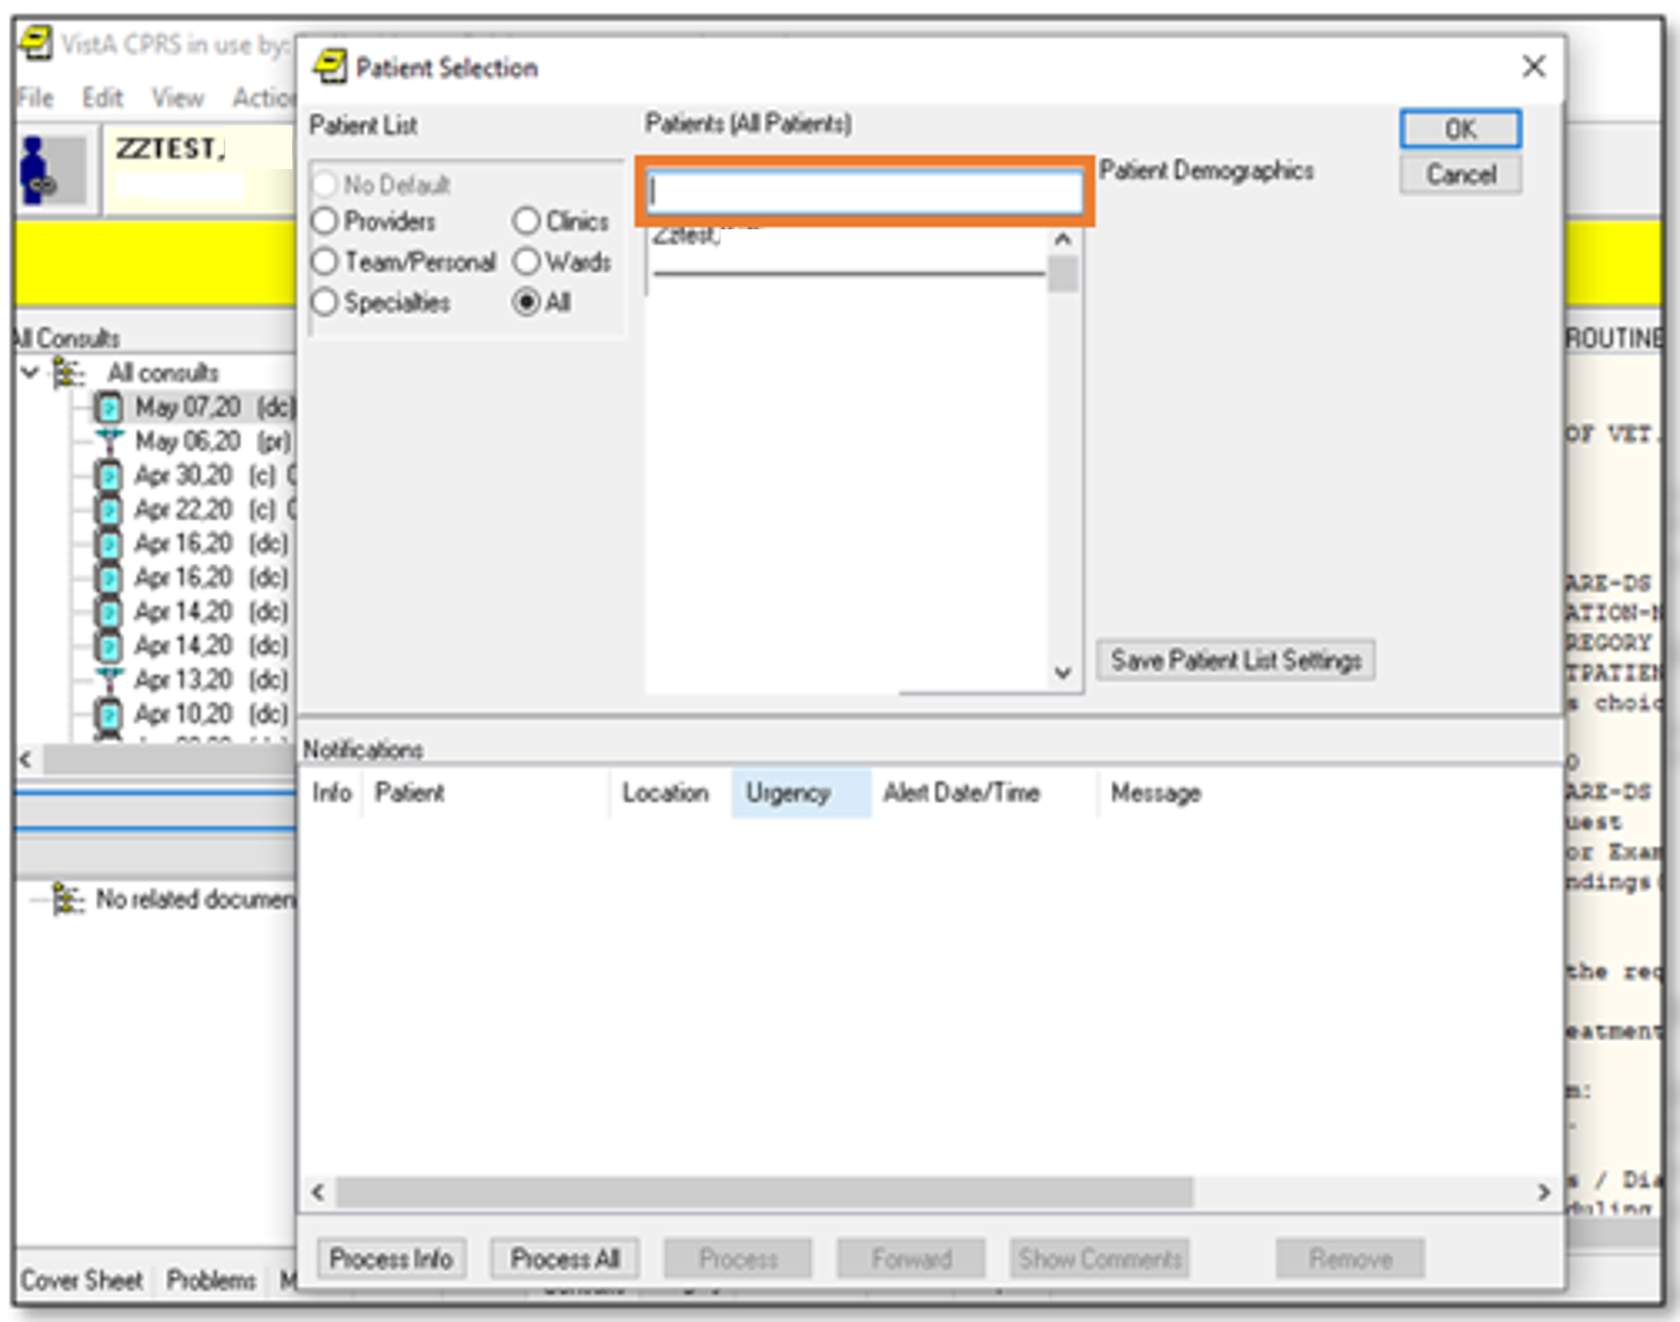 VistA CPRS in use by:
Patient Selection
File Edit View Action
Patient List
Patients (All Patients)
OK
ZZTEST,
Patient Demographics
Cancel
No Default
Providers Clinics
Zztest,
Team/Personal Wards
Specialties All
All Consults
ROUTINE
All consults
May 07,20 (dc)
May 06,20 (pr)
OF VET.
Apr 30,20 (c)
Apr 22,20 (c)
Apr 16,20 (dc)
Apr 16,20 (dc)
ARE-DS
Apr 14,20 (dc)
ATION-N
Apr 14,20 (dc)
REGORY
Save Patient List Settings
Apr 13,20 (dc)
TPATIEN
s choic
Apr 10,20 (dc)
Notifications
Info Patient Location Urgency Alert Date/Time Message
ARE-DS
uest
or Exam
ndings(
No related documen
the req
eatment
m:
s / Dia
duling
Process Info Process All Process Forward Show Comments Remove
Cover Sheet Problems M